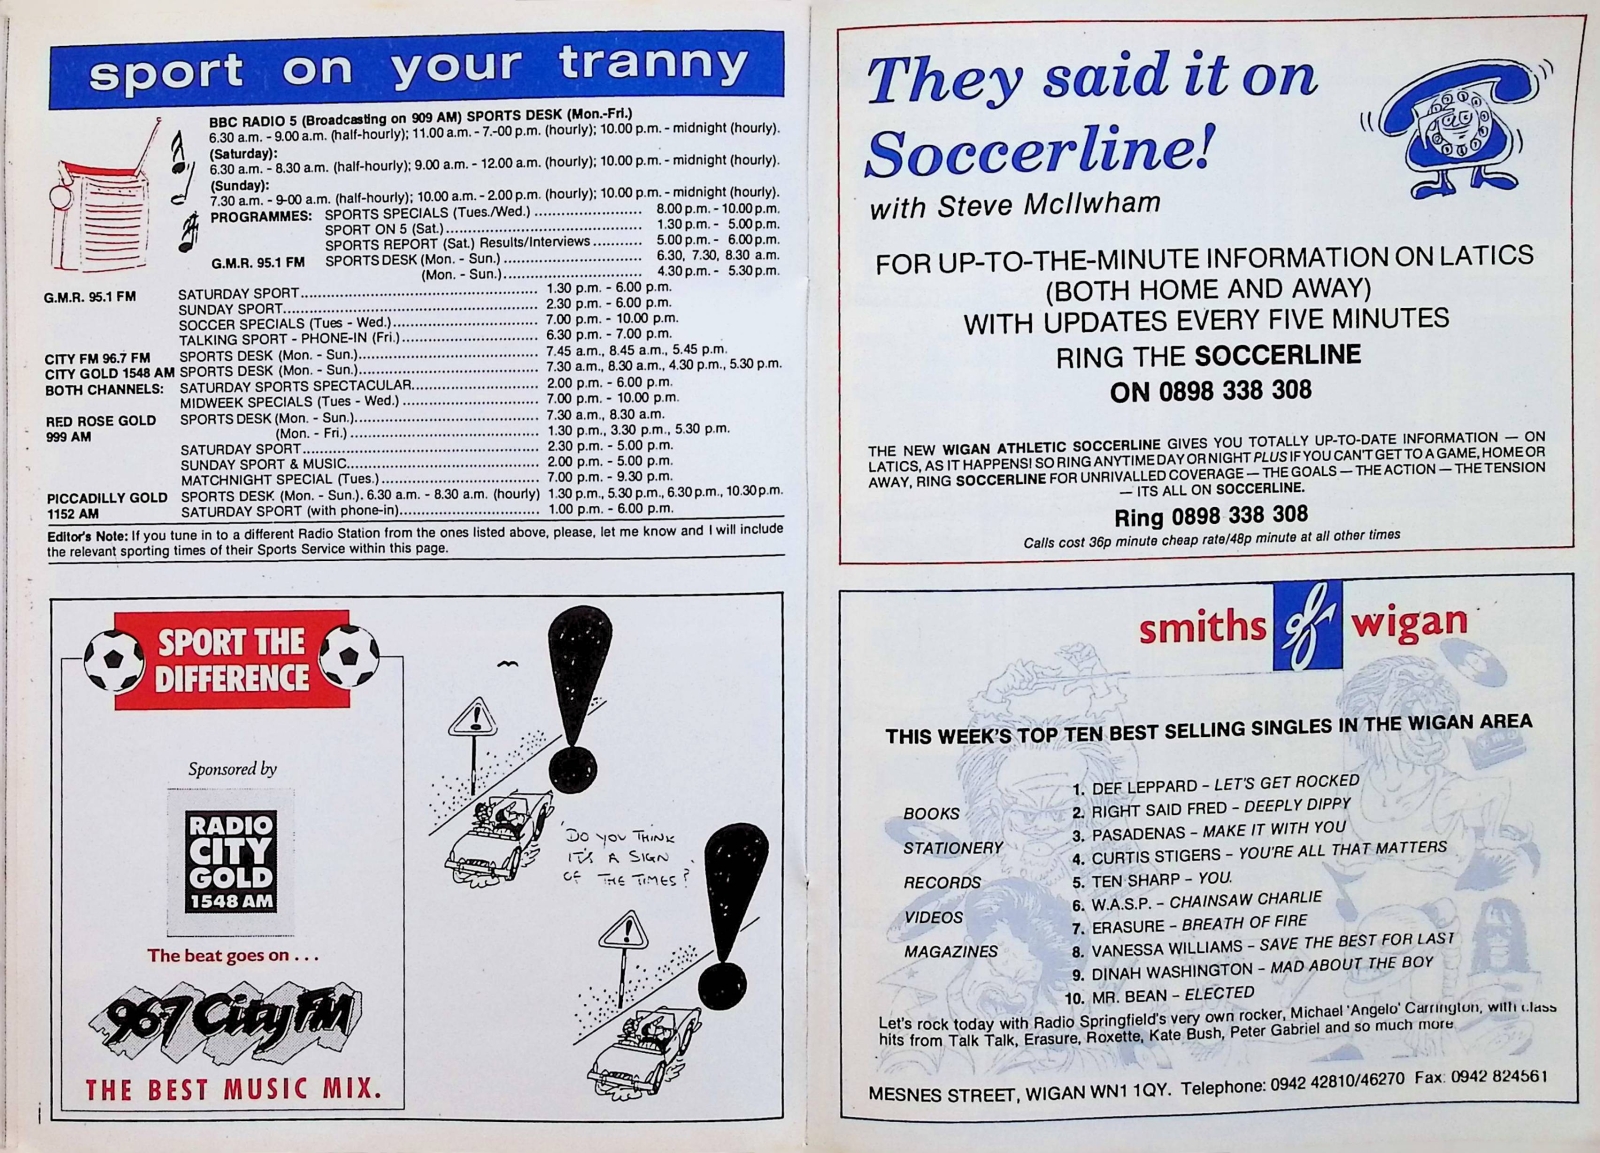 sport on your tranny
BBC RADIO 5 (Broadcasting on 909 AM) SPORTS DESK (Mon.-Fri.)
6.30 a.m. - 9.00 a.m. (half-hourly); 11.00 a.m. - 7.-00 p.m. (hourly); 10.00 p.m. - midnight (hourly).
(Saturday):
6.30 a.m. - 8.30 a.m. (half-hourly); 9.00 a.m. - 12.00 a.m. (hourly); 10.00 p.m. - midnight (hourly).
(Sunday):
7.30 a.m. - 9-00 a.m. (half-hourly); 10.00 a.m. - 2.00 p.m. (hourly); 10.00 p.m. - midnight (hourly).
PROGRAMMES: SPORTS SPECIALS (Tues./Wed.) .......... 8.00 p.m. - 10.00 p.m.
SPORT ON 5 (Sat.) .......... 1.30 p.m. - 5.00 p.m.
SPORTS REPORT (Sat.) Results/Interviews .......... 5.00 p.m. - 6.00 p.m.
G.M.R. 95.1 FM SPORTS DESK (Mon. - Sun.) .......... 6.30, 7.30, 8.30 a.m.
(Mon. - Sun.) .......... 4.30 p.m. - 5.30 p.m.
G.M.R. 95.1 FM SATURDAY SPORT .......... 1.30 p.m. - 6.00 p.m.
SUNDAY SPORT .......... 2.30 p.m. - 6.00 p.m.
SOCCER SPECIALS (Tues - Wed.) .......... 7.00 p.m. - 10.00 p.m.
TALKING SPORT - PHONE-IN (Fri.) .......... 6.30 p.m. - 7.00 p.m.
CITY FM 96.7 FM SPORTS DESK (Mon. - Sun.) .......... 7.45 a.m., 8.45 a.m., 5.45 p.m.
CITY GOLD 1548 AM SPORTS DESK (Mon. - Sun.) .......... 7.30 a.m., 8.30 a.m., 4.30 p.m., 5.30 p.m.
BOTH CHANNELS: SATURDAY SPORTS SPECTACULAR .......... 2.00 p.m. - 6.00 p.m.
MIDWEEK SPECIALS (Tues - Wed.) .......... 7.00 p.m. - 10.00 p.m.
RED ROSE GOLD SPORTS DESK (Mon. - Sun.) .......... 7.30 a.m., 8.30 a.m.
999 AM (Mon. - Fri.) .......... 1.30 p.m., 3.30 p.m., 5.30 p.m.
SATURDAY SPORT .......... 2.30 p.m. - 5.00 p.m.
SUNDAY SPORT & MUSIC .......... 2.00 p.m. - 5.00 p.m.
MATCHNIGHT SPECIAL (Tues.) .......... 7.00 p.m. - 9.30 p.m.
PICCADILLY GOLD SPORTS DESK (Mon. - Sun.). 6.30 a.m. - 8.30 a.m. (hourly) 1.30 p.m., 5.30 p.m., 6.30 p.m., 10.30 p.m.
1152 AM SATURDAY SPORT (with phone-in) .......... 1.00 p.m. - 6.00 p.m.
Editor's Note: If you tune in to a different Radio Station from the ones listed above, please, let me know and I will include
the relevant sporting times of their Sports Service within this page.
SPORT THE
DIFFERENCE
Sponsored by
RADIO
CITY
GOLD
1548 AM
The beat goes on . . .
967 City FM
THE BEST MUSIC MIX.
'DO YOU THINK
IT'S A SIGN
OF THE TIMES?'
They said it on
Soccerline!
with Steve McIlwham
FOR UP-TO-THE-MINUTE INFORMATION ON LATICS
(BOTH HOME AND AWAY)
WITH UPDATES EVERY FIVE MINUTES
RING THE SOCCERLINE
ON 0898 338 308
THE NEW WIGAN ATHLETIC SOCCERLINE GIVES YOU TOTALLY UP-TO-DATE INFORMATION — ON
LATICS, AS IT HAPPENS! SO RING ANYTIME DAY OR NIGHT PLUS IF YOU CAN'T GET TO A GAME, HOME OR
AWAY, RING SOCCERLINE FOR UNRIVALLED COVERAGE — THE GOALS — THE ACTION — THE TENSION
— ITS ALL ON SOCCERLINE.
Ring 0898 338 308
Calls cost 36p minute cheap rate/48p minute at all other times
smiths of wigan
THIS WEEK'S TOP TEN BEST SELLING SINGLES IN THE WIGAN AREA
BOOKS
STATIONERY
RECORDS
VIDEOS
MAGAZINES
1. DEF LEPPARD - LET'S GET ROCKED
2. RIGHT SAID FRED - DEEPLY DIPPY
3. PASADENAS - MAKE IT WITH YOU
4. CURTIS STIGERS - YOU'RE ALL THAT MATTERS
5. TEN SHARP - YOU.
6. W.A.S.P. - CHAINSAW CHARLIE
7. ERASURE - BREATH OF FIRE
8. VANESSA WILLIAMS - SAVE THE BEST FOR LAST
9. DINAH WASHINGTON - MAD ABOUT THE BOY
10. MR. BEAN - ELECTED
Let's rock today with Radio Springfield's very own rocker, Michael 'Angelo' Carrington, with class
hits from Talk Talk, Erasure, Roxette, Kate Bush, Peter Gabriel and so much more
MESNES STREET, WIGAN WN1 1QY. Telephone: 0942 42810/46270 Fax: 0942 824561